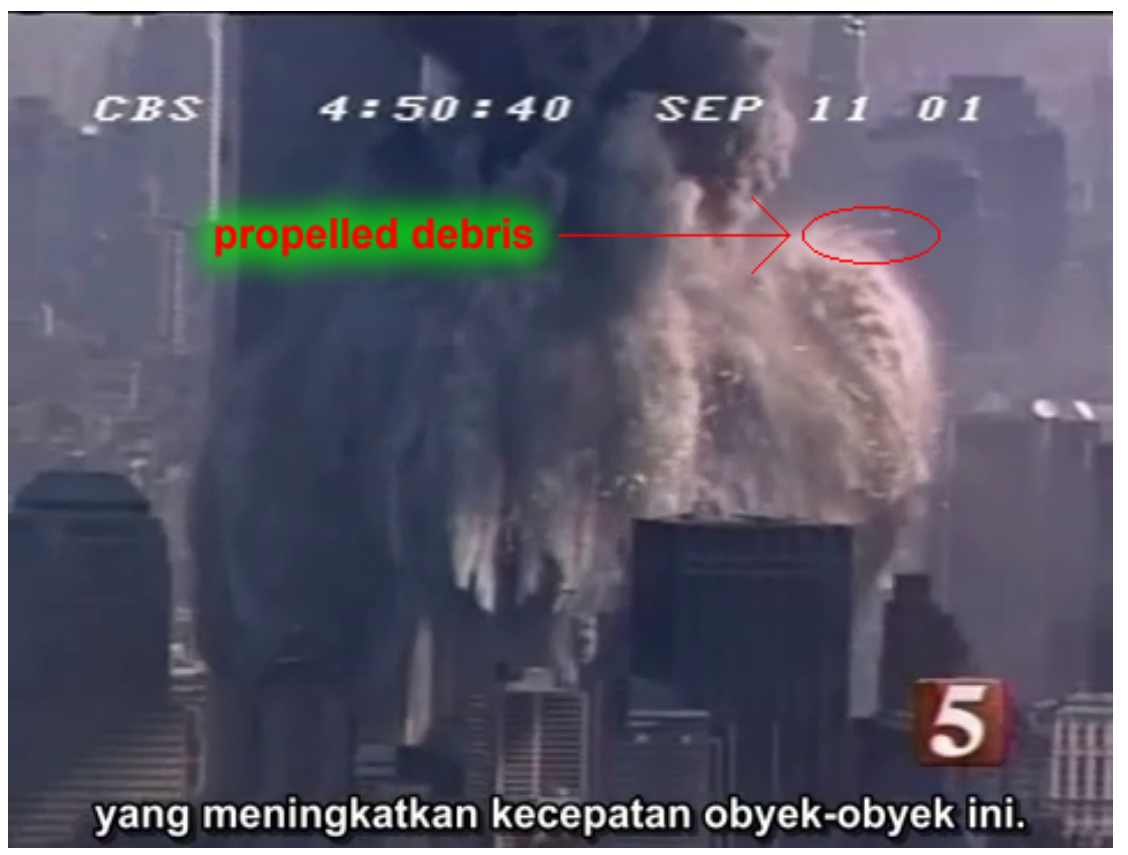 CBS 4:50:40 SEP 11 01
propelled debris
5
yang meningkatkan kecepatan obyek-obyek ini.